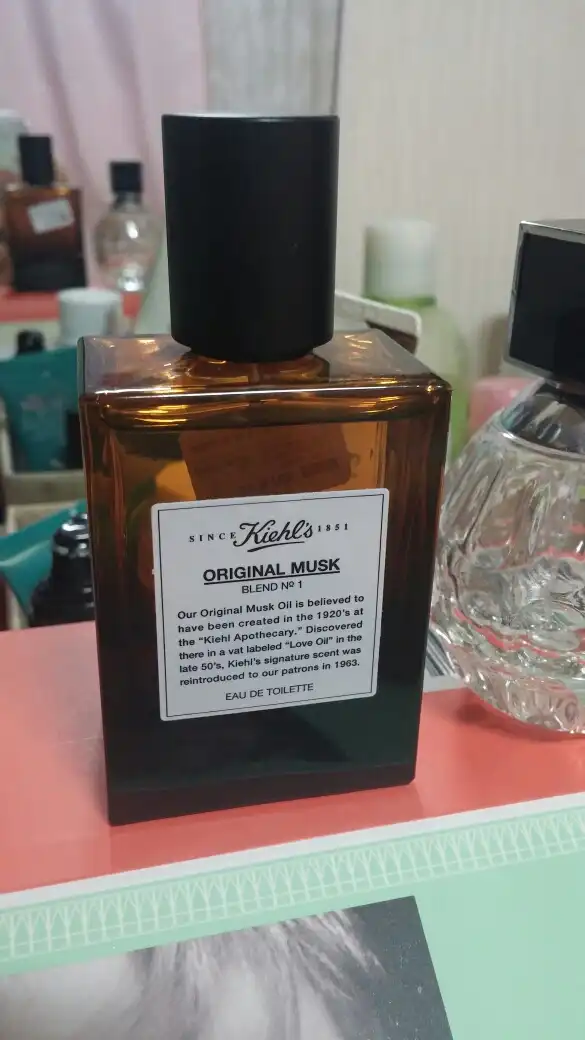 SINCE Kiehl's 1851
ORIGINAL MUSK
BLEND Nº 1
Our Original Musk Oil is believed to
have been created in the 1920's at
the "Kiehl Apothecary." Discovered
there in a vat labeled "Love Oil" in the
late 50's, Kiehl's signature scent was
reintroduced to our patrons in 1963.
EAU DE TOILETTE